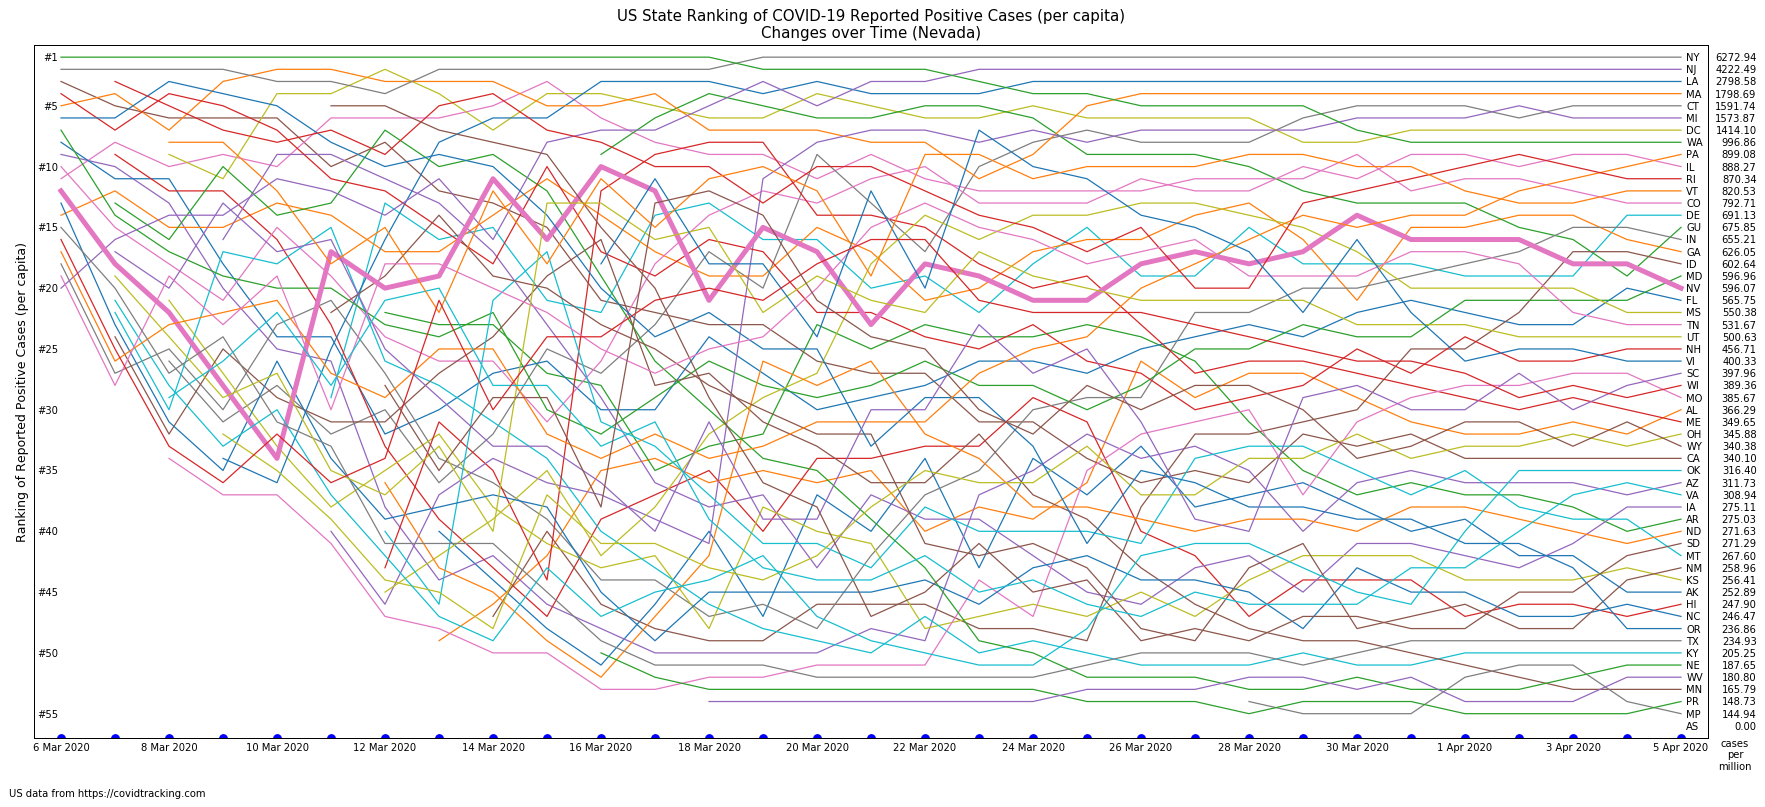 US State Ranking of COVID-19 Reported Positive Cases (per capita)
Changes over Time (Nevada)
Ranking of Reported Positive Cases (per capita)
#1
#5
#10
#15
#20
#25
#30
#35
#40
#45
#50
#55
NY 6272.94
NJ 4222.49
LA 2798.58
MA 1798.69
CT 1591.74
MI 1573.87
DC 1414.10
WA 996.86
PA 899.08
IL 888.27
RI 870.34
VT 820.53
CO 792.71
DE 691.13
GU 675.85
IN 655.21
GA 626.05
ID 602.64
MD 596.96
NV 596.07
FL 565.75
MS 550.38
TN 531.67
UT 500.63
NH 456.71
VI 400.33
SC 397.96
WI 389.36
MO 385.67
AL 366.29
ME 349.65
OH 345.88
WY 340.38
CA 340.10
OK 316.40
AZ 311.73
VA 308.94
IA 275.11
AR 275.03
ND 271.63
SD 271.29
MT 267.60
NM 258.96
KS 256.41
AK 252.89
HI 247.90
NC 246.47
OR 236.86
TX 234.93
KY 205.25
NE 187.65
WV 180.80
MN 165.79
PR 148.73
MP 144.94
AS 0.00
6 Mar 2020 8 Mar 2020 10 Mar 2020 12 Mar 2020 14 Mar 2020 16 Mar 2020 18 Mar 2020 20 Mar 2020 22 Mar 2020 24 Mar 2020 26 Mar 2020 28 Mar 2020 30 Mar 2020 1 Apr 2020 3 Apr 2020 5 Apr 2020
cases
per
million
US data from https://covidtracking.com